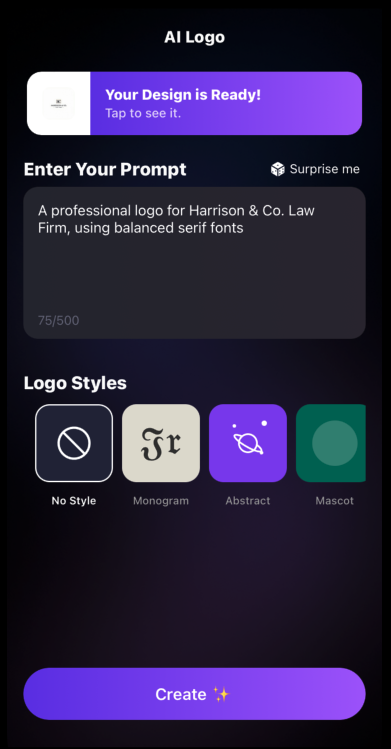 AI Logo
Your Design is Ready!
Tap to see it.
Enter Your Prompt
Surprise me
A professional logo for Harrison & Co. Law
Firm, using balanced serif fonts
75/500
Logo Styles
Jr
No Style
Monogram
Abstract
Mascot
Create ✨